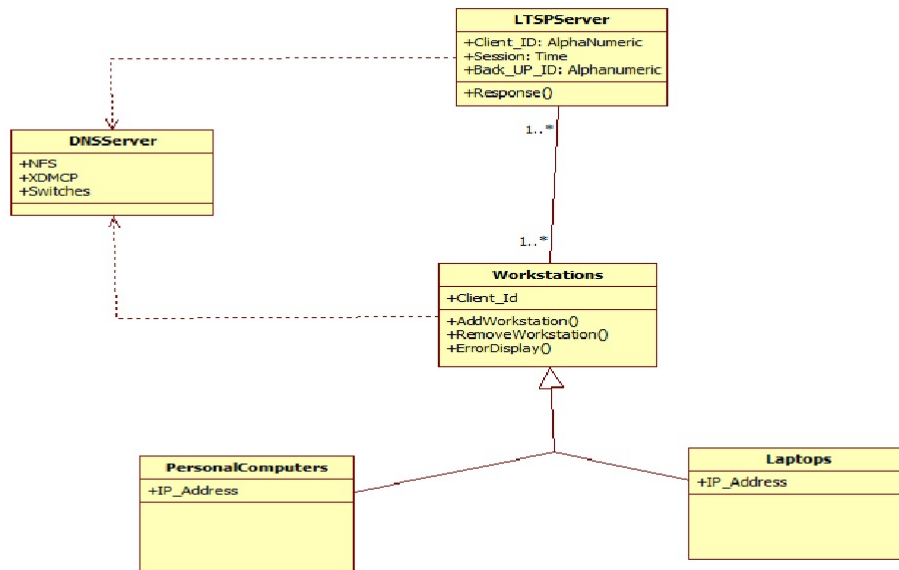 LTSPServer
+Client_ID: AlphaNumeric
+Session: Time
+Back_UP_ID: Alphanumeric
+Response()
1..*
DNSServer
+NFS
+XDMCP
+Switches
1..*
Workstations
+Client_Id
+AddWorkstation()
+RemoveWorkstation()
+ErrorDisplay()
PersonalComputers
+IP_Address
Laptops
+IP_Address